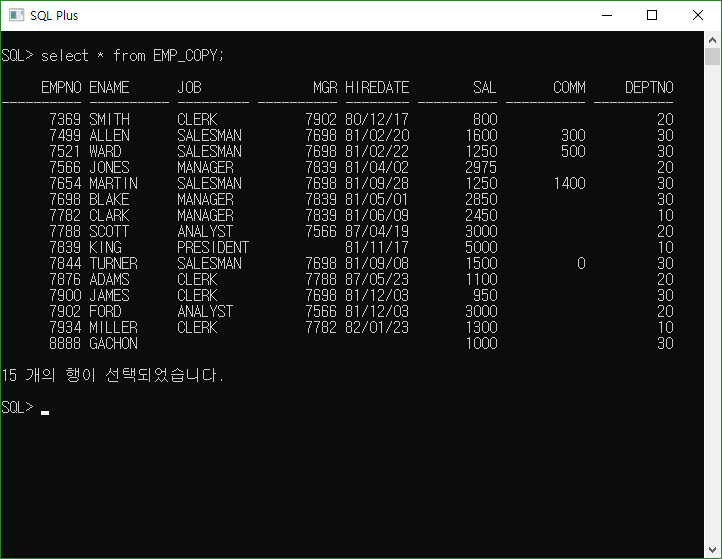 SQL Plus
SQL> select * from EMP_COPY;
EMPNO ENAME JOB MGR HIREDATE SAL COMM DEPTNO
---------- ---------- --------- ---------- -------- ---------- ---------- ----------
7369 SMITH CLERK 7902 80/12/17 800 20
7499 ALLEN SALESMAN 7698 81/02/20 1600 300 30
7521 WARD SALESMAN 7698 81/02/22 1250 500 30
7566 JONES MANAGER 7839 81/04/02 2975 20
7654 MARTIN SALESMAN 7698 81/09/28 1250 1400 30
7698 BLAKE MANAGER 7839 81/05/01 2850 30
7782 CLARK MANAGER 7839 81/06/09 2450 10
7788 SCOTT ANALYST 7566 87/04/19 3000 20
7839 KING PRESIDENT 81/11/17 5000 10
7844 TURNER SALESMAN 7698 81/09/08 1500 0 30
7876 ADAMS CLERK 7788 87/05/23 1100 20
7900 JAMES CLERK 7698 81/12/03 950 30
7902 FORD ANALYST 7566 81/12/03 3000 20
7934 MILLER CLERK 7782 82/01/23 1300 10
8888 GACHON 1000 30
15 개의 행이 선택되었습니다.
SQL>